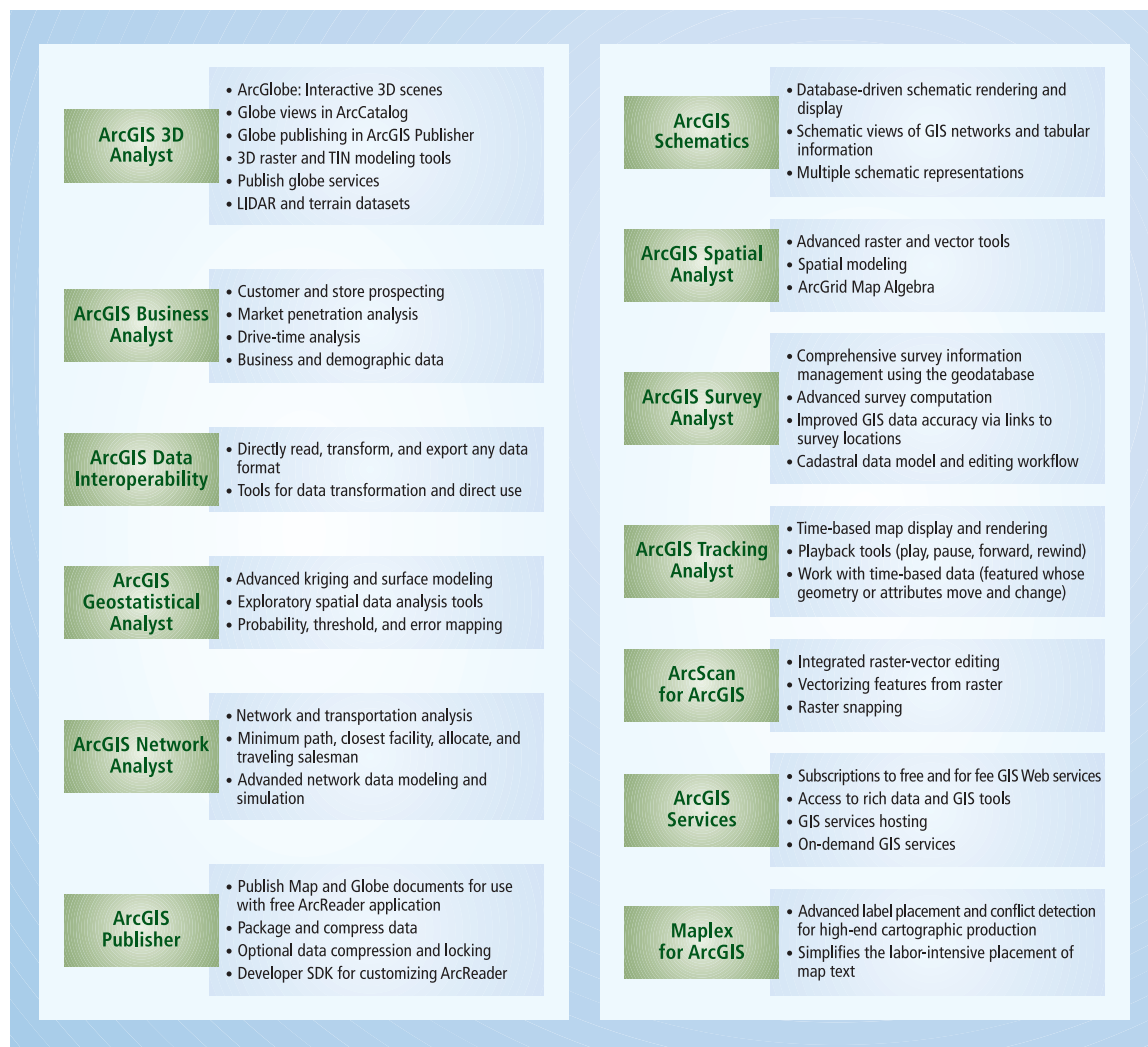 ArcGIS 3D
Analyst
• ArcGlobe: Interactive 3D scenes
• Globe views in ArcCatalog
• Globe publishing in ArcGIS Publisher
• 3D raster and TIN modeling tools
• Publish globe services
• LIDAR and terrain datasets
ArcGIS Business
Analyst
• Customer and store prospecting
• Market penetration analysis
• Drive-time analysis
• Business and demographic data
ArcGIS Data
Interoperability
• Directly read, transform, and export any data
format
• Tools for data transformation and direct use
ArcGIS
Geostatistical
Analyst
• Advanced kriging and surface modeling
• Exploratory spatial data analysis tools
• Probability, threshold, and error mapping
ArcGIS Network
Analyst
• Network and transportation analysis
• Minimum path, closest facility, allocate, and
traveling salesman
• Advanded network data modeling and
simulation
ArcGIS
Publisher
• Publish Map and Globe documents for use
with free ArcReader application
• Package and compress data
• Optional data compression and locking
• Developer SDK for customizing ArcReader
ArcGIS
Schematics
• Database-driven schematic rendering and
display
• Schematic views of GIS networks and tabular
information
• Multiple schematic representations
ArcGIS Spatial
Analyst
• Advanced raster and vector tools
• Spatial modeling
• ArcGrid Map Algebra
ArcGIS Survey
Analyst
• Comprehensive survey information
management using the geodatabase
• Advanced survey computation
• Improved GIS data accuracy via links to
survey locations
• Cadastral data model and editing workflow
ArcGIS Tracking
Analyst
• Time-based map display and rendering
• Playback tools (play, pause, forward, rewind)
• Work with time-based data (featured whose
geometry or attributes move and change)
ArcScan
for ArcGIS
• Integrated raster-vector editing
• Vectorizing features from raster
• Raster snapping
ArcGIS
Services
• Subscriptions to free and for fee GIS Web services
• Access to rich data and GIS tools
• GIS services hosting
• On-demand GIS services
Maplex
for ArcGIS
• Advanced label placement and conflict detection
for high-end cartographic production
• Simplifies the labor-intensive placement of
map text